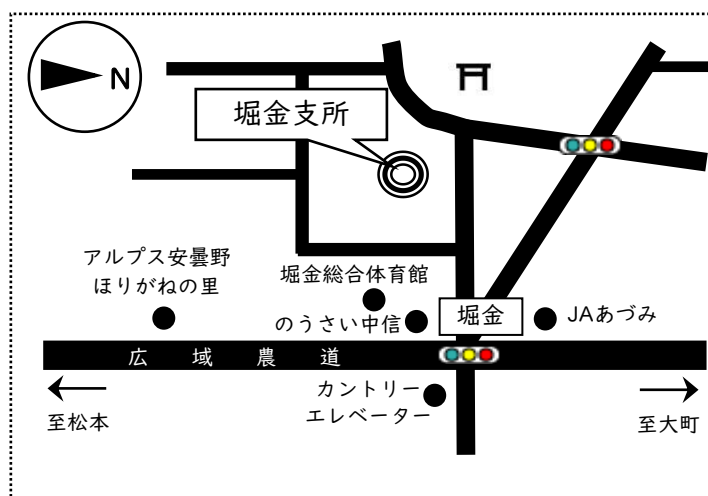 N
堀金支所
アルプス安曇野
ほりがねの里
堀金総合体育館
のうさい中信
堀金
JAあづみ
広域農道
カントリー
エレベーター
至松本
至大町